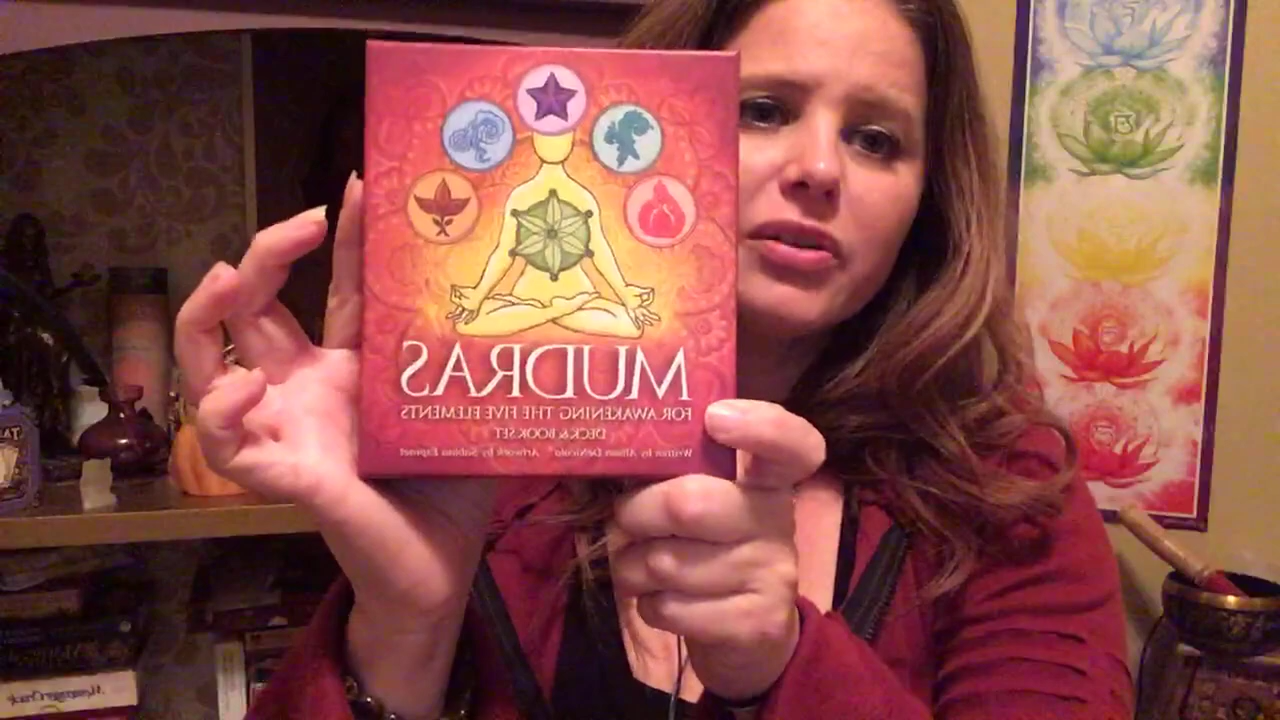 MUDRAS
FOR AWAKENING THE FIVE ELEMENTS
DECK & BOOK SET
Written by Alison DeNicola * Artwork by Sabina Espinet